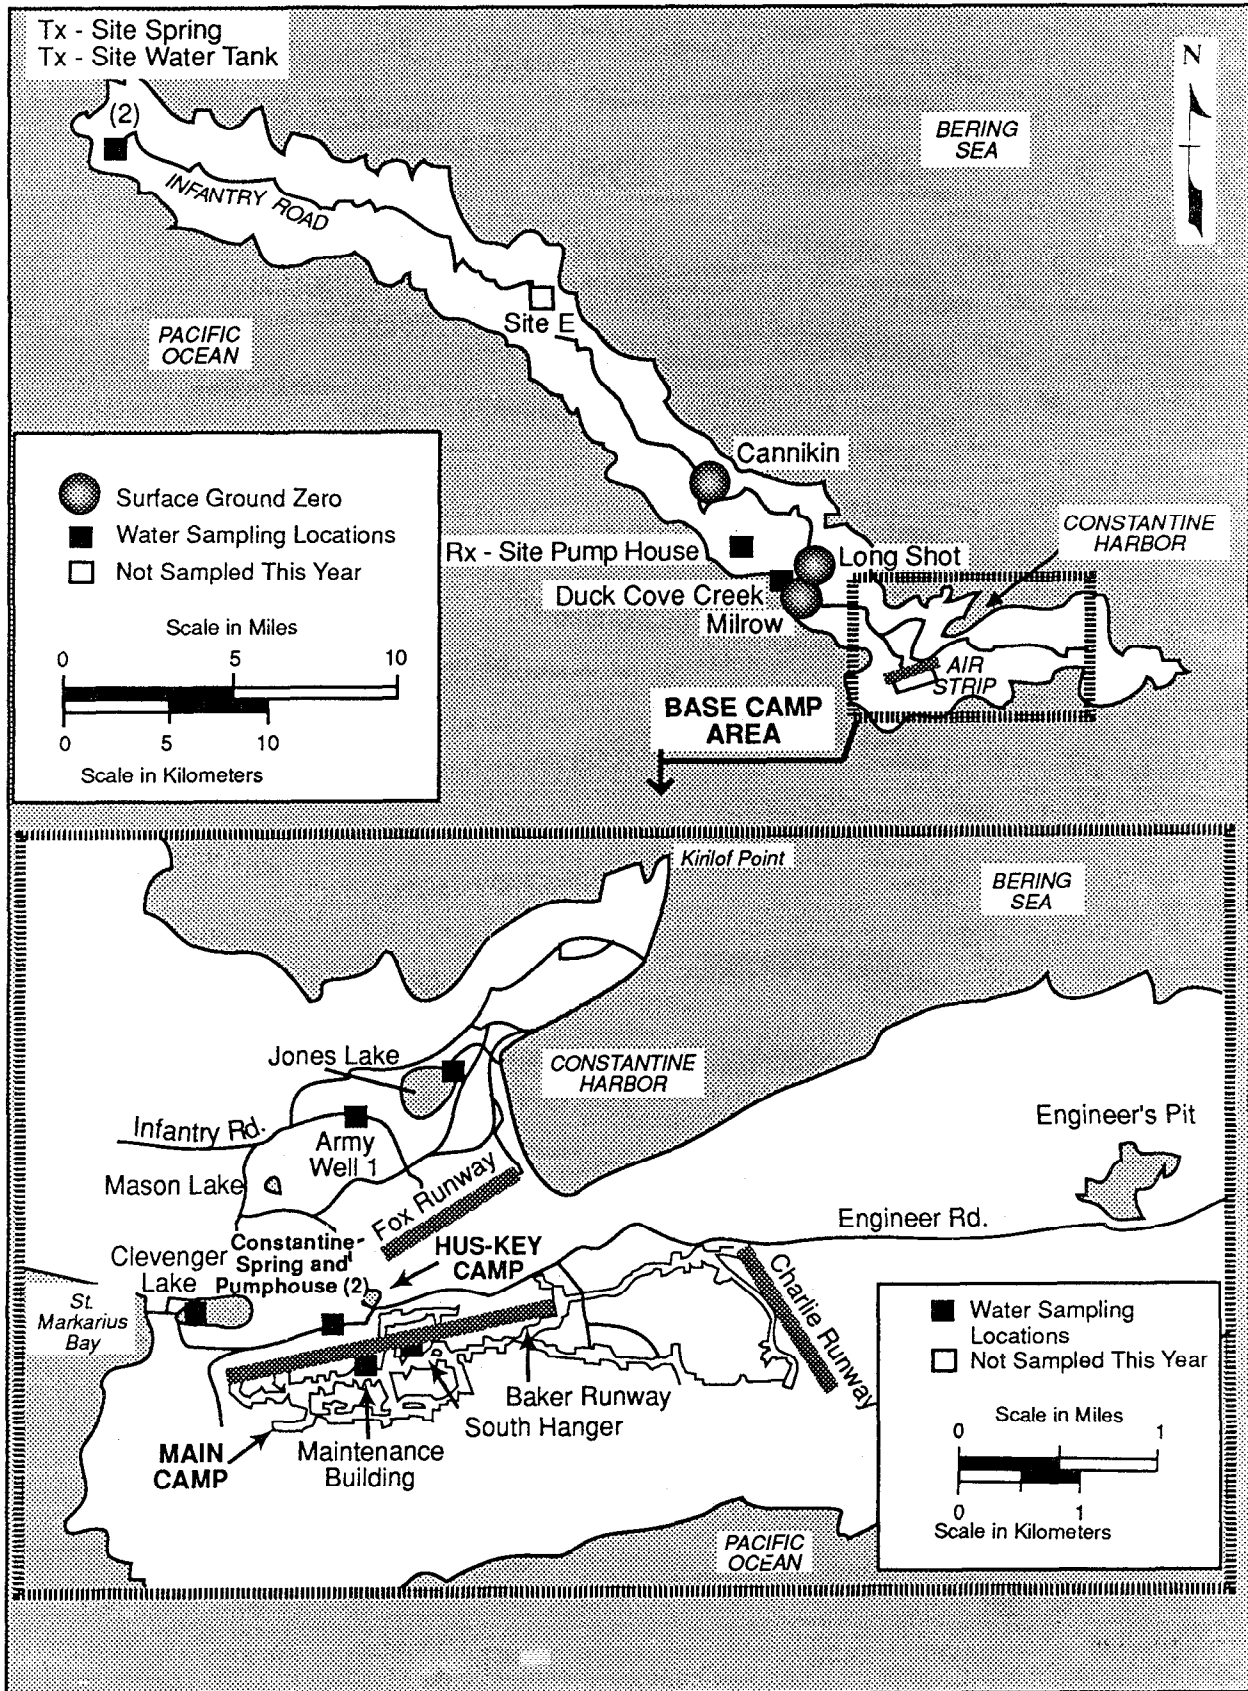 Tx - Site Spring
Tx - Site Water Tank
(2)
N
BERING
SEA
INFANTRY ROAD
PACIFIC
OCEAN
Site E
Cannikin
Surface Ground Zero
Water Sampling Locations
Not Sampled This Year
Scale in Miles
0 5 10
0 5 10
Scale in Kilometers
CONSTANTINE
HARBOR
Rx - Site Pump House
Long Shot
Duck Cove Creek
Milrow
AIR
STRIP
BASE CAMP
AREA
Kirilof Point
BERING
SEA
Jones Lake
CONSTANTINE
HARBOR
Engineer's Pit
Infantry Rd.
Army
Well 1
Mason Lake
Fox Runway
Engineer Rd.
Clevenger
Lake
Constantine
Spring and
Pumphouse (2)
HUS-KEY
CAMP
St.
Markarius
Bay
Charlie Runway
Baker Runway
South Hanger
MAIN
CAMP
Maintenance
Building
Water Sampling
Locations
Not Sampled This Year
Scale in Miles
0 1
0 1
Scale in Kilometers
PACIFIC
OCEAN